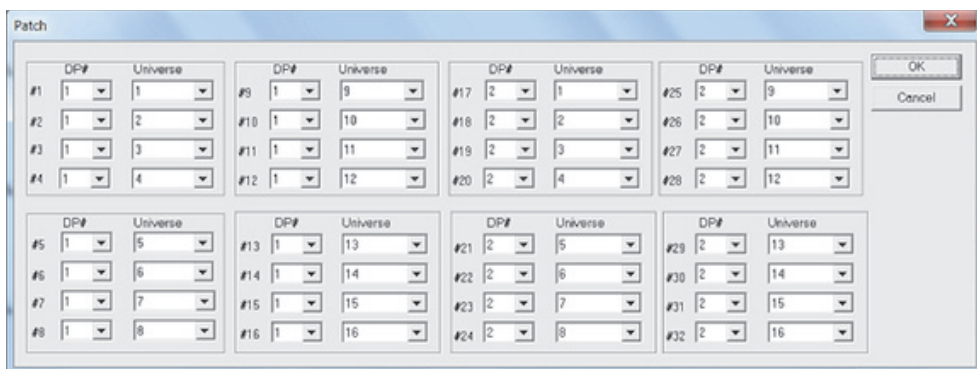 Patch
DP# Universe DP# Universe DP# Universe DP# Universe OK
#1 1 1 #9 1 9 #17 2 1 #25 2 9
Cancel
#2 1 2 #10 1 10 #18 2 2 #26 2 10
#3 1 3 #11 1 11 #19 2 3 #27 2 11
#4 1 4 #12 1 12 #20 2 4 #28 2 12
DP# Universe DP# Universe DP# Universe DP# Universe
#5 1 5 #13 1 13 #21 2 5 #29 2 13
#6 1 6 #14 1 14 #22 2 6 #30 2 14
#7 1 7 #15 1 15 #23 2 7 #31 2 15
#8 1 8 #16 1 16 #24 2 8 #32 2 16